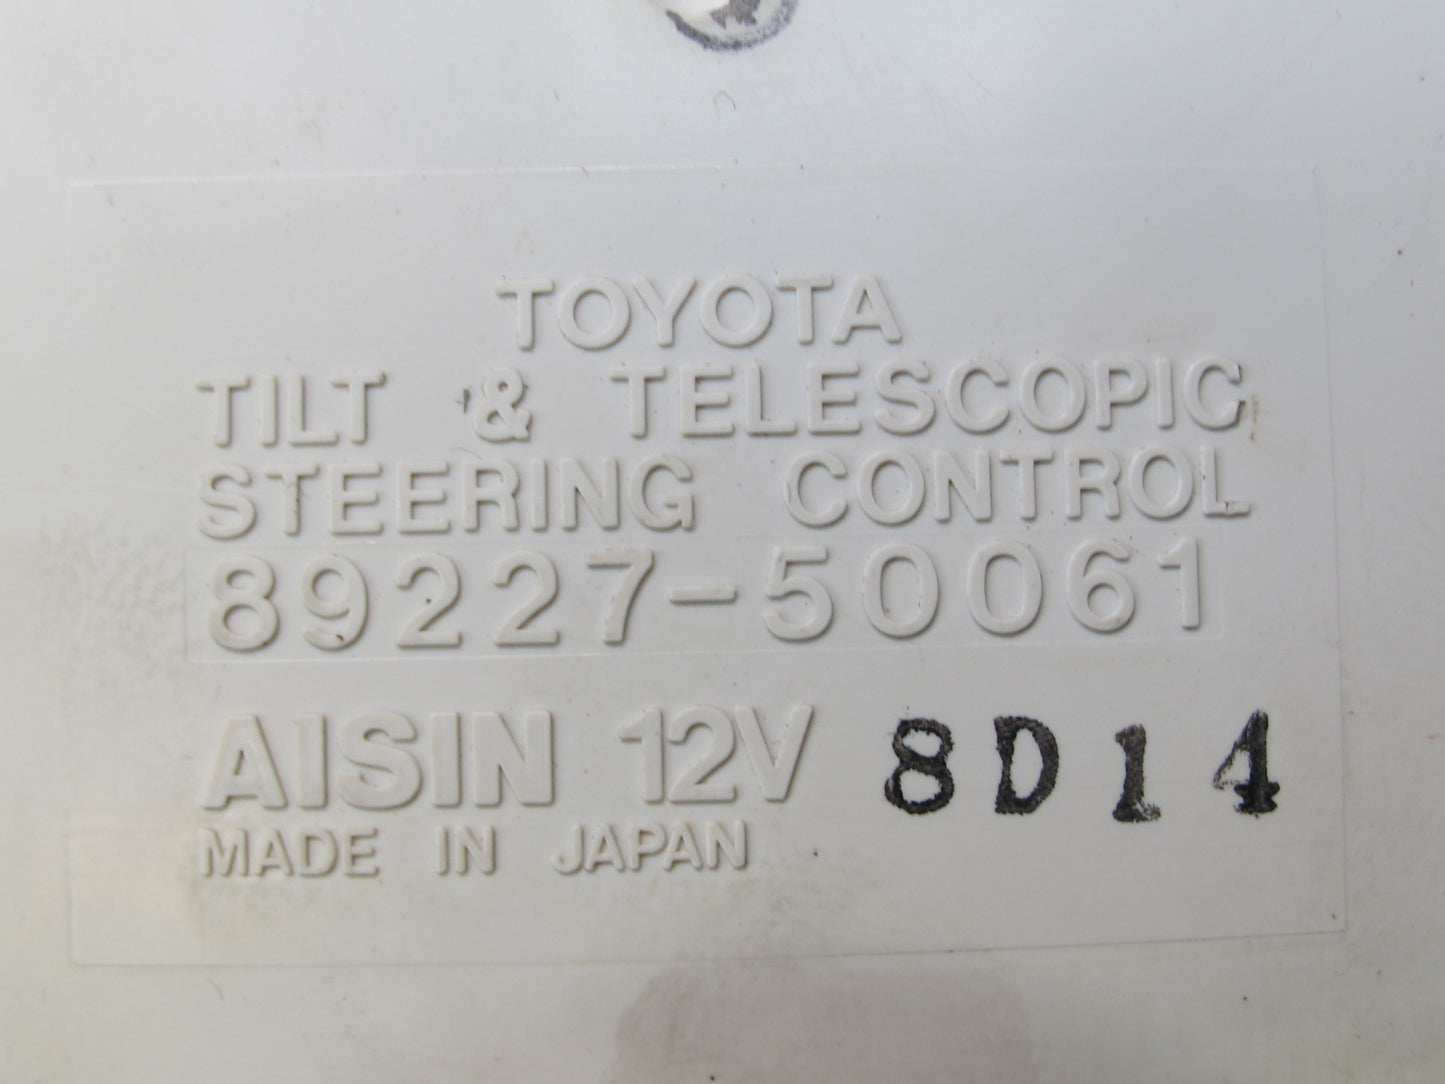 TOYOTA
TILT & TELESCOPIC
STEERING CONTROL
89227-50061
AISIN 12V 8D14
MADE IN JAPAN